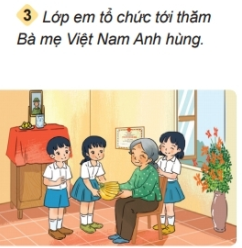 3 Lớp em tổ chức tới thăm
Bà mẹ Việt Nam Anh hùng.